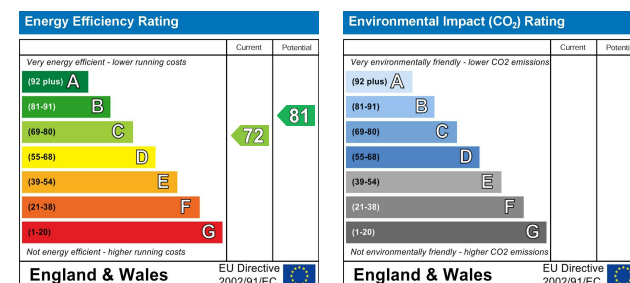 Energy Efficiency Rating
Current Potential
Very energy efficient - lower running costs
(92 plus) A
(81-91) B
(69-80) C
(55-68) D
(39-54) E
(21-38) F
(1-20) G
72
81
Not energy efficient - higher running costs
England & Wales
EU Directive
2002/91/EC
Environmental Impact (CO₂) Rating
Current Potenti
Very environmentally friendly - lower CO2 emissions
(92 plus) A
(81-91) B
(69-80) C
(55-68) D
(39-54) E
(21-38) F
(1-20) G
Not environmentally friendly - higher CO2 emissions
England & Wales
EU Directive
2002/91/EC